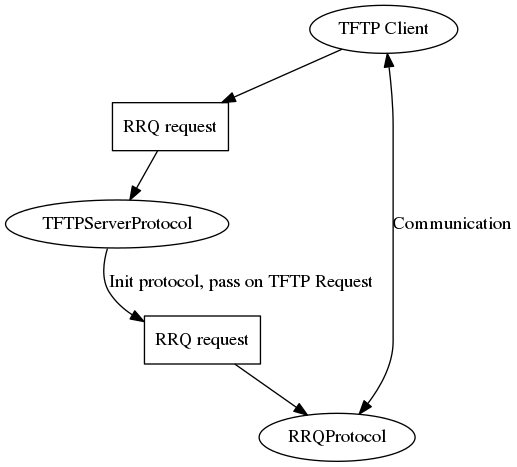 TFTP Client
RRQ request
TFTPServerProtocol
Communication
Init protocol, pass on TFTP Request
RRQ request
RRQProtocol